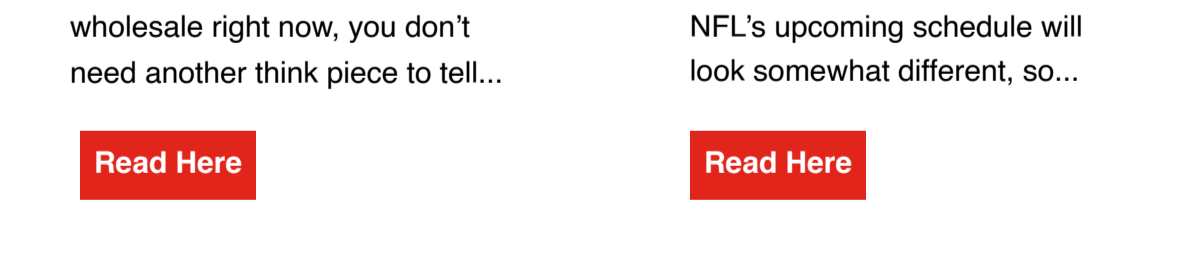 wholesale right now, you don’t
need another think piece to tell...
Read Here
NFL’s upcoming schedule will
look somewhat different, so...
Read Here